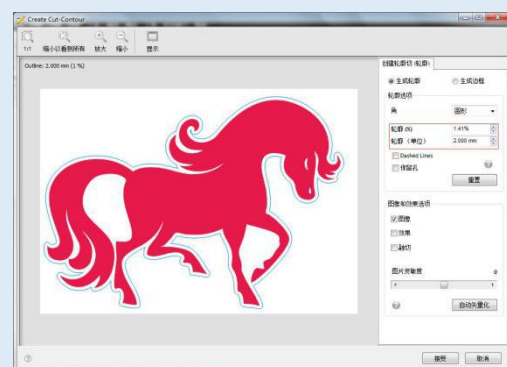 Create Cut-Contour
1:1 缩小以看到所有 放大 缩小 显示
Outline: 2.000 mm (1 %)
创建轮廓切 (轮廓)
生成轮廓 生成边框
轮廓选项
角 圆形
轮廓 (%) 1.41%
轮廓 (单位) 2.000 mm
Dashed Lines
保留孔
重置
图像和效果选项
图像
效果
融切
图片灵敏度 0
自动矢量化
接受 取消